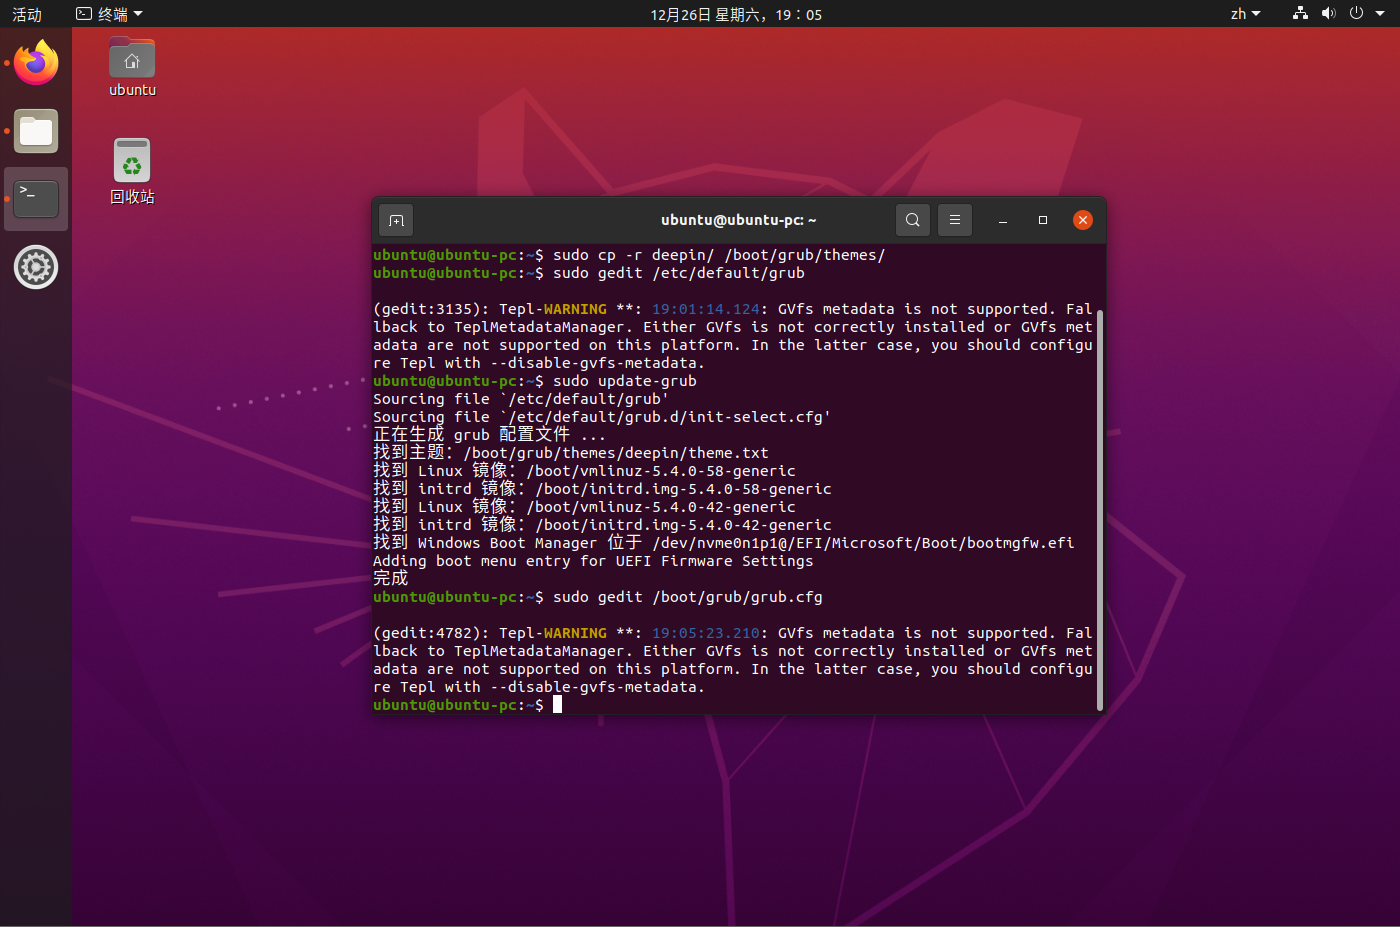 活动
终端
12月26日 星期六，19：05
zh
ubuntu
回收站
ubuntu@ubuntu-pc: ~
ubuntu@ubuntu-pc:~$ sudo cp -r deepin/ /boot/grub/themes/
ubuntu@ubuntu-pc:~$ sudo gedit /etc/default/grub
(gedit:3135): Tepl-WARNING **: 19:01:14.124: GVfs metadata is not supported. Fal
lback to TeplMetadataManager. Either GVfs is not correctly installed or GVfs met
adata are not supported on this platform. In the latter case, you should configu
re Tepl with --disable-gvfs-metadata.
ubuntu@ubuntu-pc:~$ sudo update-grub
Sourcing file `/etc/default/grub'
Sourcing file `/etc/default/grub.d/init-select.cfg'
正在生成 grub 配置文件 ...
找到主题：/boot/grub/themes/deepin/theme.txt
找到 Linux 镜像：/boot/vmlinuz-5.4.0-58-generic
找到 initrd 镜像：/boot/initrd.img-5.4.0-58-generic
找到 Linux 镜像：/boot/vmlinuz-5.4.0-42-generic
找到 initrd 镜像：/boot/initrd.img-5.4.0-42-generic
找到 Windows Boot Manager 位于 /dev/nvme0n1p1@/EFI/Microsoft/Boot/bootmgfw.efi
Adding boot menu entry for UEFI Firmware Settings
完成
ubuntu@ubuntu-pc:~$ sudo gedit /boot/grub/grub.cfg
(gedit:4782): Tepl-WARNING **: 19:05:23.210: GVfs metadata is not supported. Fal
lback to TeplMetadataManager. Either GVfs is not correctly installed or GVfs met
adata are not supported on this platform. In the latter case, you should configu
re Tepl with --disable-gvfs-metadata.
ubuntu@ubuntu-pc:~$